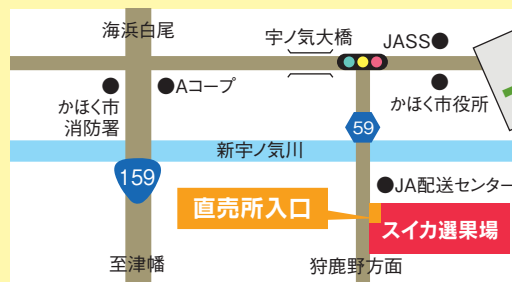 海浜白尾
宇ノ気大橋
JASS
Aコープ
かほく市
消防署
かほく市役所
59
新宇ノ気川
159
JA配送センター
直売所入口
スイカ選果場
至津幡
狩鹿野方面